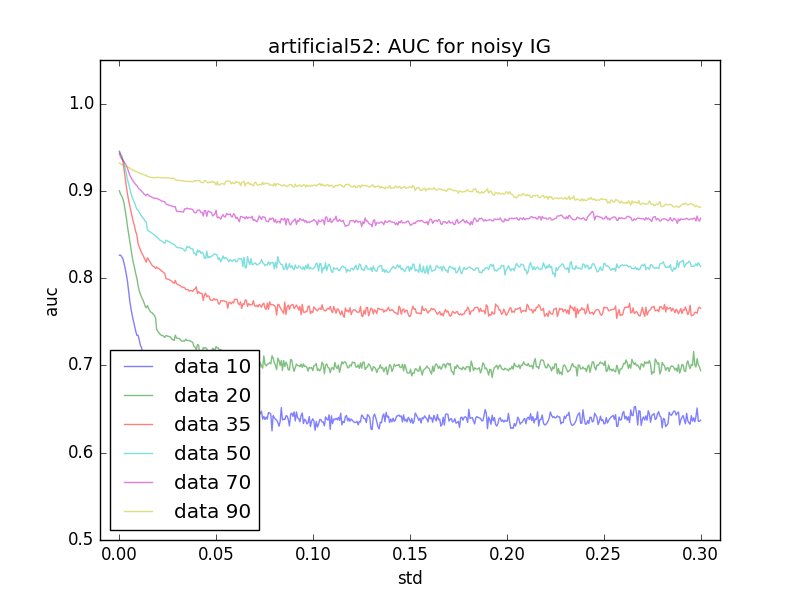 artificial52: AUC for noisy IG
1.0
0.9
0.8
0.7
0.6
0.5
auc
data 10
data 20
data 35
data 50
data 70
data 90
0.00 0.05 0.10 0.15 0.20 0.25 0.30
std